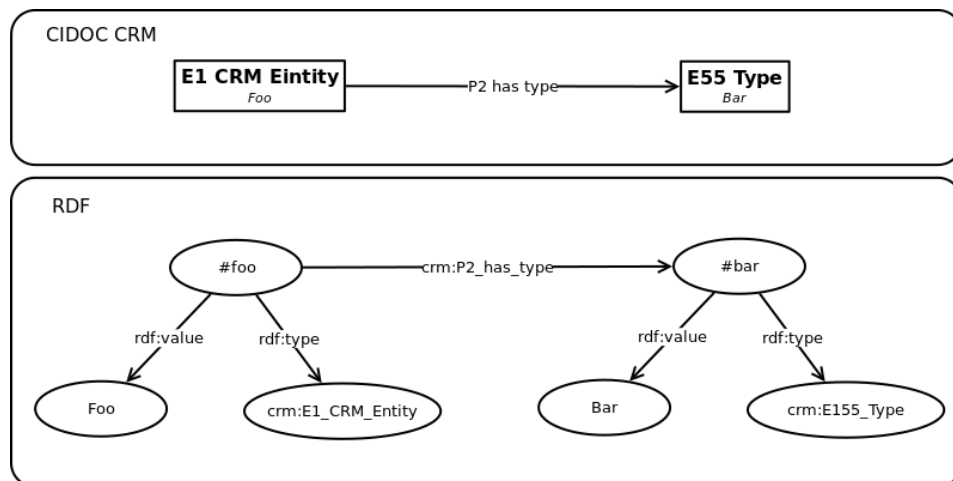 CIDOC CRM
E1 CRM Eintity
Foo
P2 has type
E55 Type
Bar
RDF
#foo
crm:P2_has_type
#bar
rdf:value
rdf:type
rdf:value
rdf:type
Foo
crm:E1_CRM_Entity
Bar
crm:E155_Type